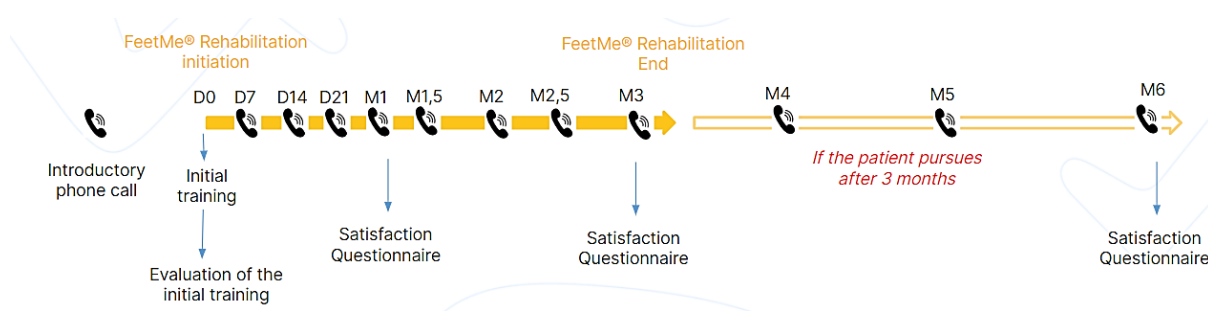 FeetMe® Rehabilitation
initiation
FeetMe® Rehabilitation
End
D0 D7 D14 D21 M1 M1,5 M2 M2,5 M3 M4 M5 M6
Introductory
phone call
Initial
training
If the patient pursues
after 3 months
Satisfaction
Questionnaire
Satisfaction
Questionnaire
Satisfaction
Questionnaire
Evaluation of the
initial training